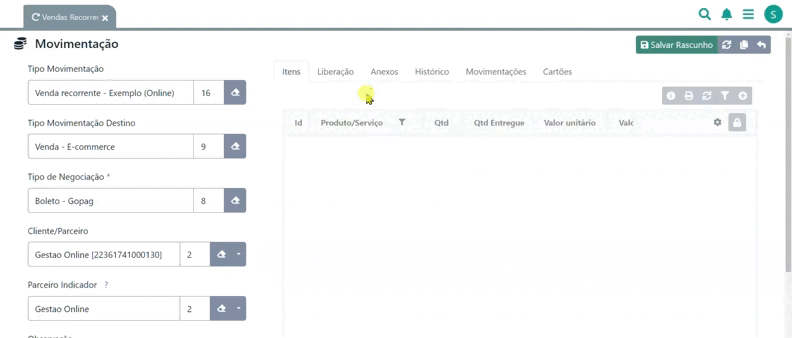 Vendas Recorre
S
Movimentação
Salvar Rascunho
Tipo Movimentação
Venda recorrente - Exemplo (Online) 16
Tipo Movimentação Destino
Venda - E-commerce 9
Tipo de Negociação *
Boleto - Gopag 8
Cliente/Parceiro
Gestao Online [22361741000130] 2
Parceiro Indicador ?
Gestao Online 2
Itens Liberação Anexos Histórico Movimentações Cartões
Id Produto/Serviço Qtd Qtd Entregue Valor unitário Valo